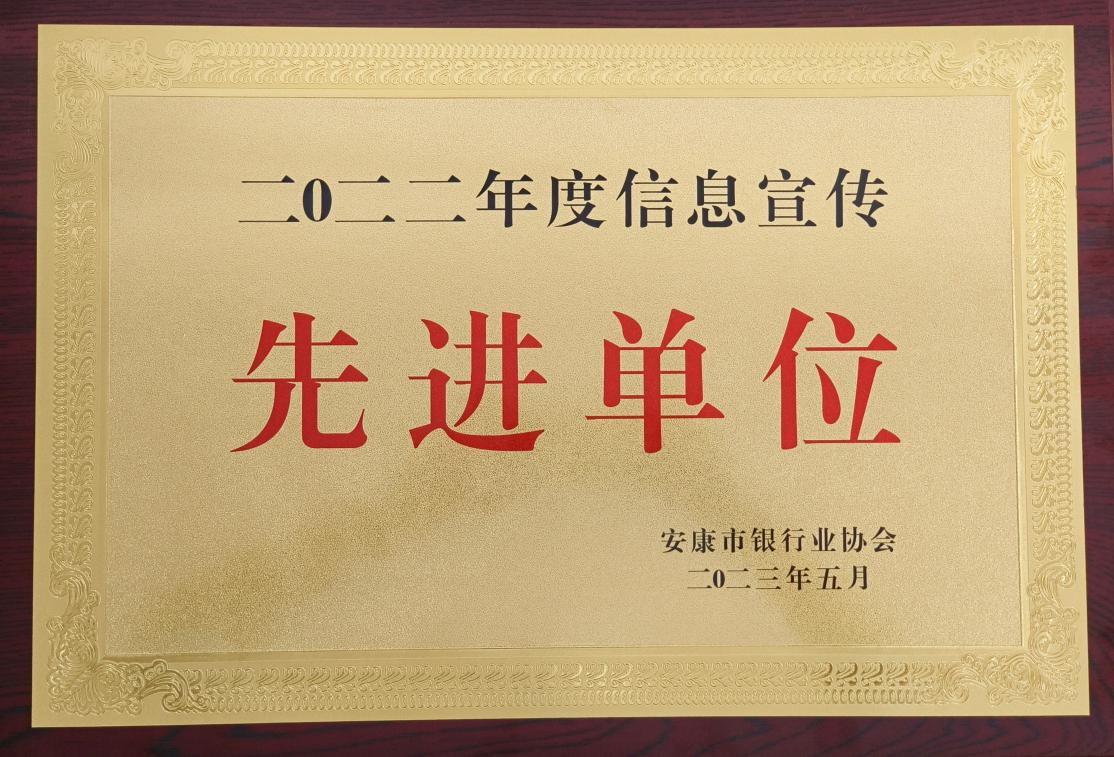 二0二二年度信息宣传
先进单位
安康市银行业协会
二0二三年五月